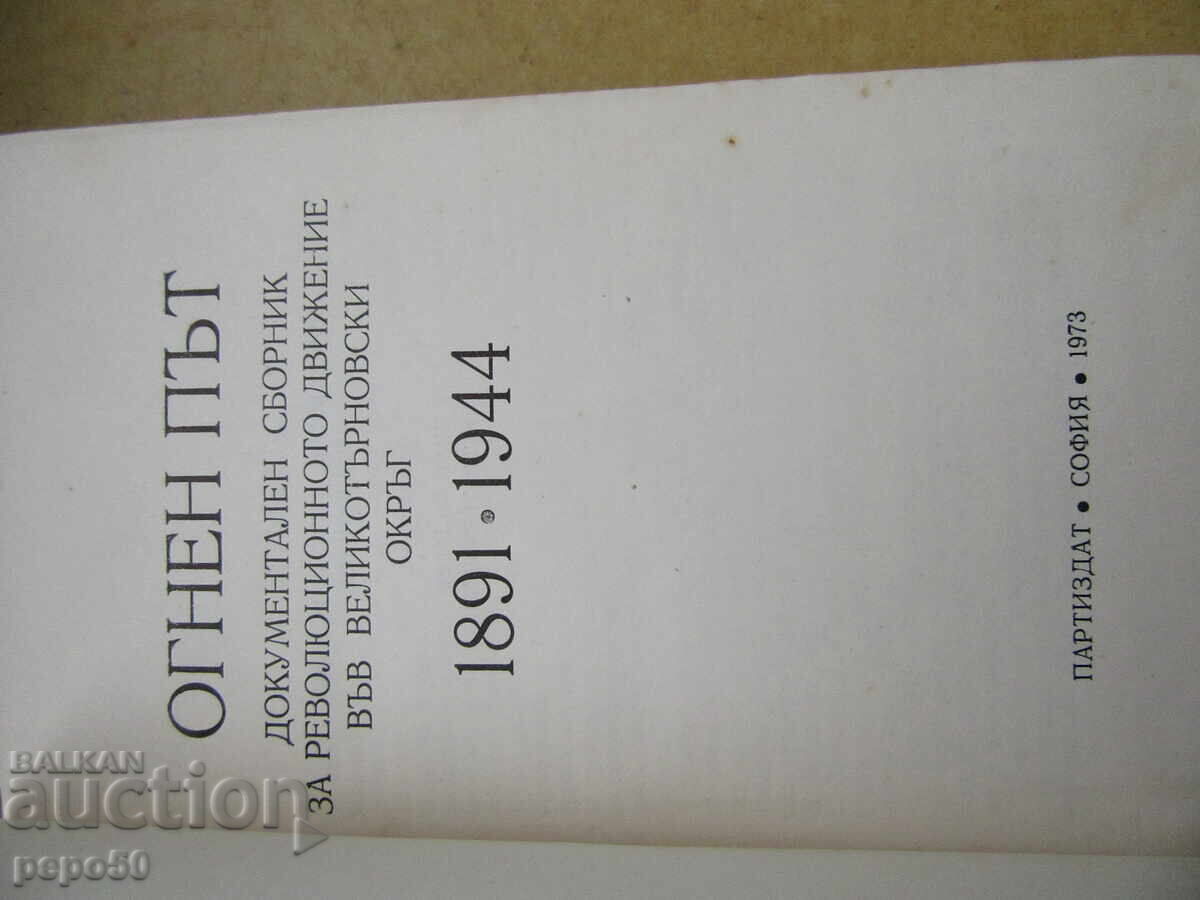 ОГНЕН ПЪТ
ДОКУМЕНТАЛЕН СБОРНИК
ЗА РЕВОЛЮЦИОННОТО ДВИЖЕНИЕ
ВЪВ ВЕЛИКОТЪРНОВСКИ
ОКРЪГ
1891 • 1944
ПАРТИЗДАТ • СОФИЯ • 1973
BALKAN
auction
pepo50